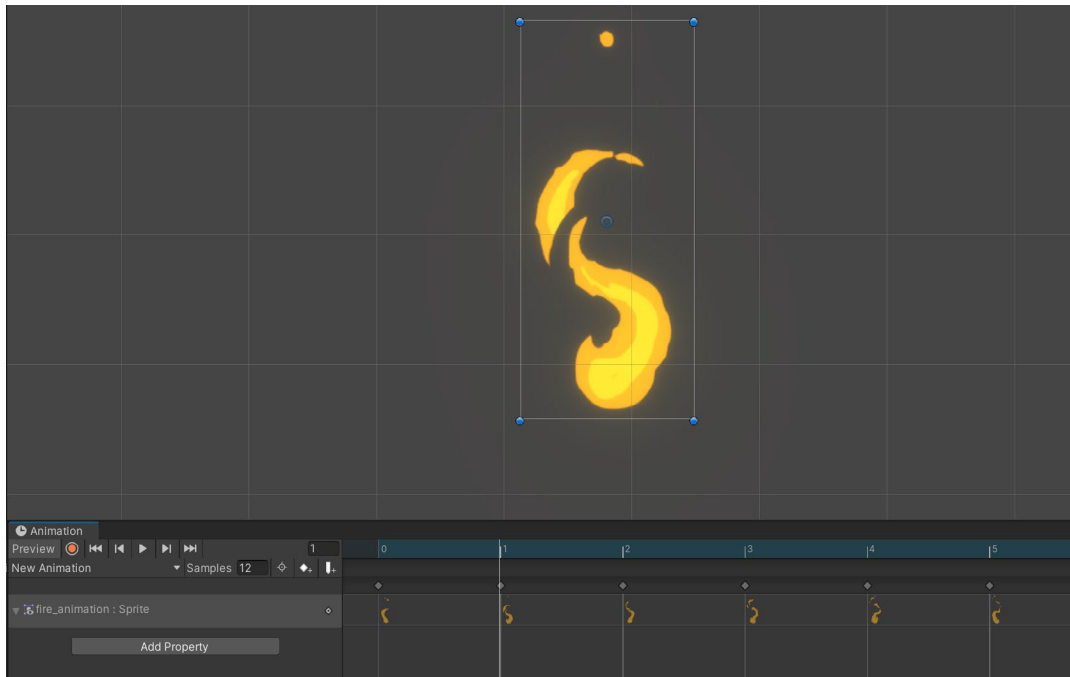 Animation
Preview 1 0 1 2 3 4 5
New Animation Samples 12
fire_animation : Sprite
Add Property